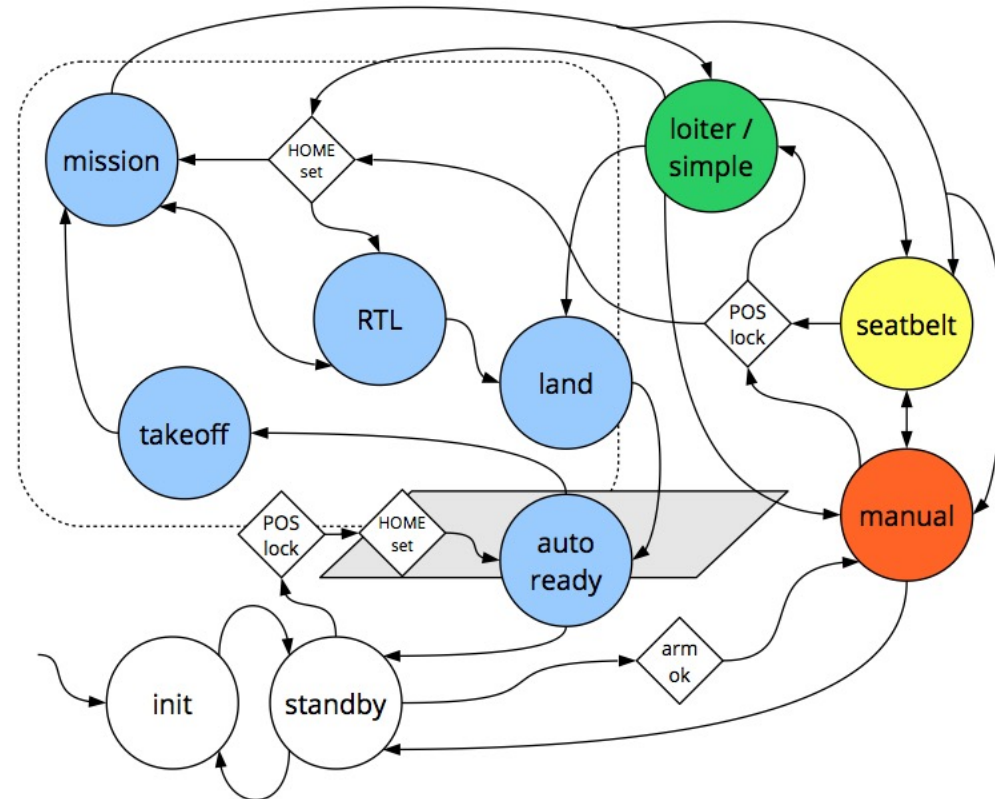 loiter /
simple
HOME
set
mission
RTL
POS
lock
seatbelt
land
takeoff
manual
POS
lock
HOME
set
auto
ready
arm
ok
init
standby